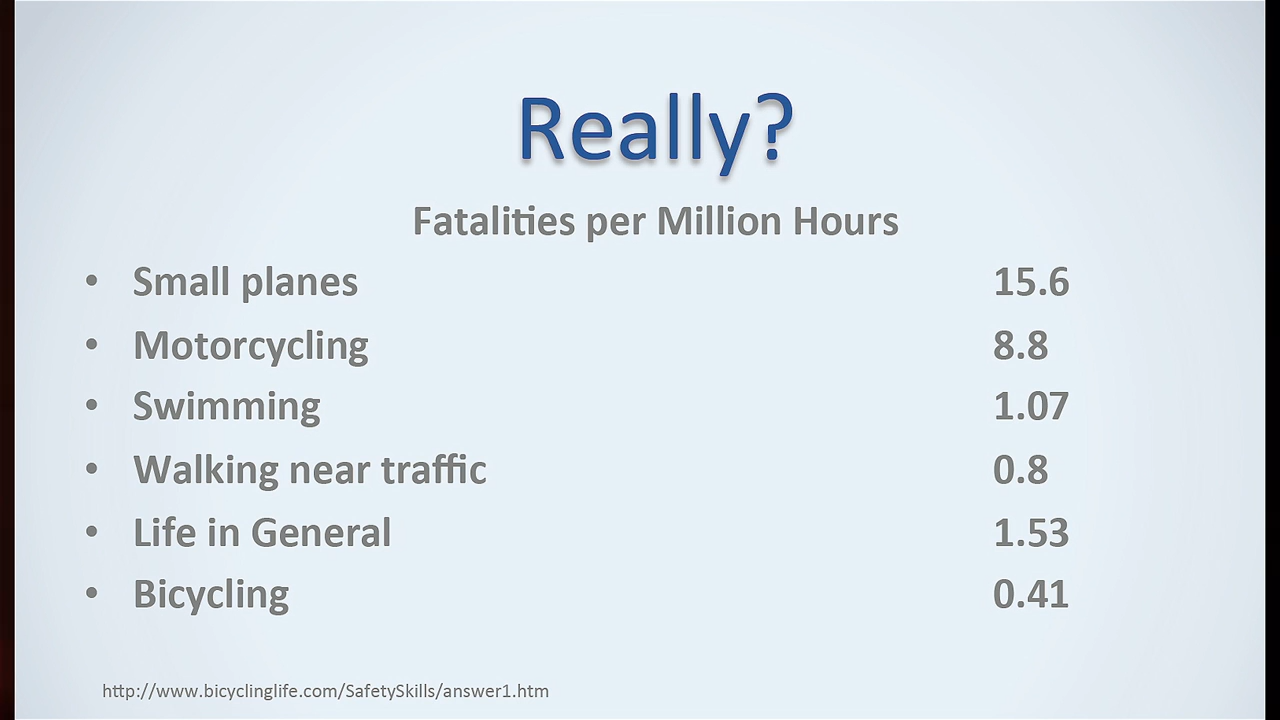 Really?
Fatalities per Million Hours
• Small planes 15.6
• Motorcycling 8.8
• Swimming 1.07
• Walking near traffic 0.8
• Life in General 1.53
• Bicycling 0.41
http://www.bicyclinglife.com/SafetySkills/answer1.htm